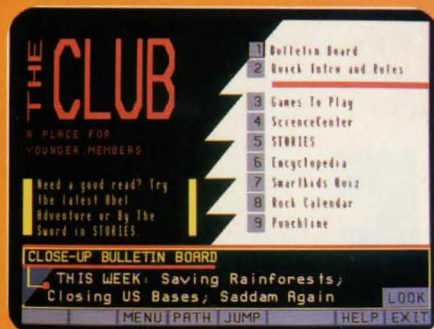 THE
CLUB
A PLACE FOR
YOUNGER MEMBERS
Need a good read? Try
the latest Abel
Adventure or By The
Sword in STORIES.
1 Bulletin Board
2 Quick Intro and Rules
3 Games To Play
4 ScienceCenter
5 STORIES
6 Encyclopedia
7 Smartkids Quiz
8 Rock Calendar
9 Punchline
CLOSE-UP BULLETIN BOARD
THIS WEEK: Saving Rainforests;
Closing US Bases; Saddam Again
LOOK
MENU PATH JUMP HELP EXIT